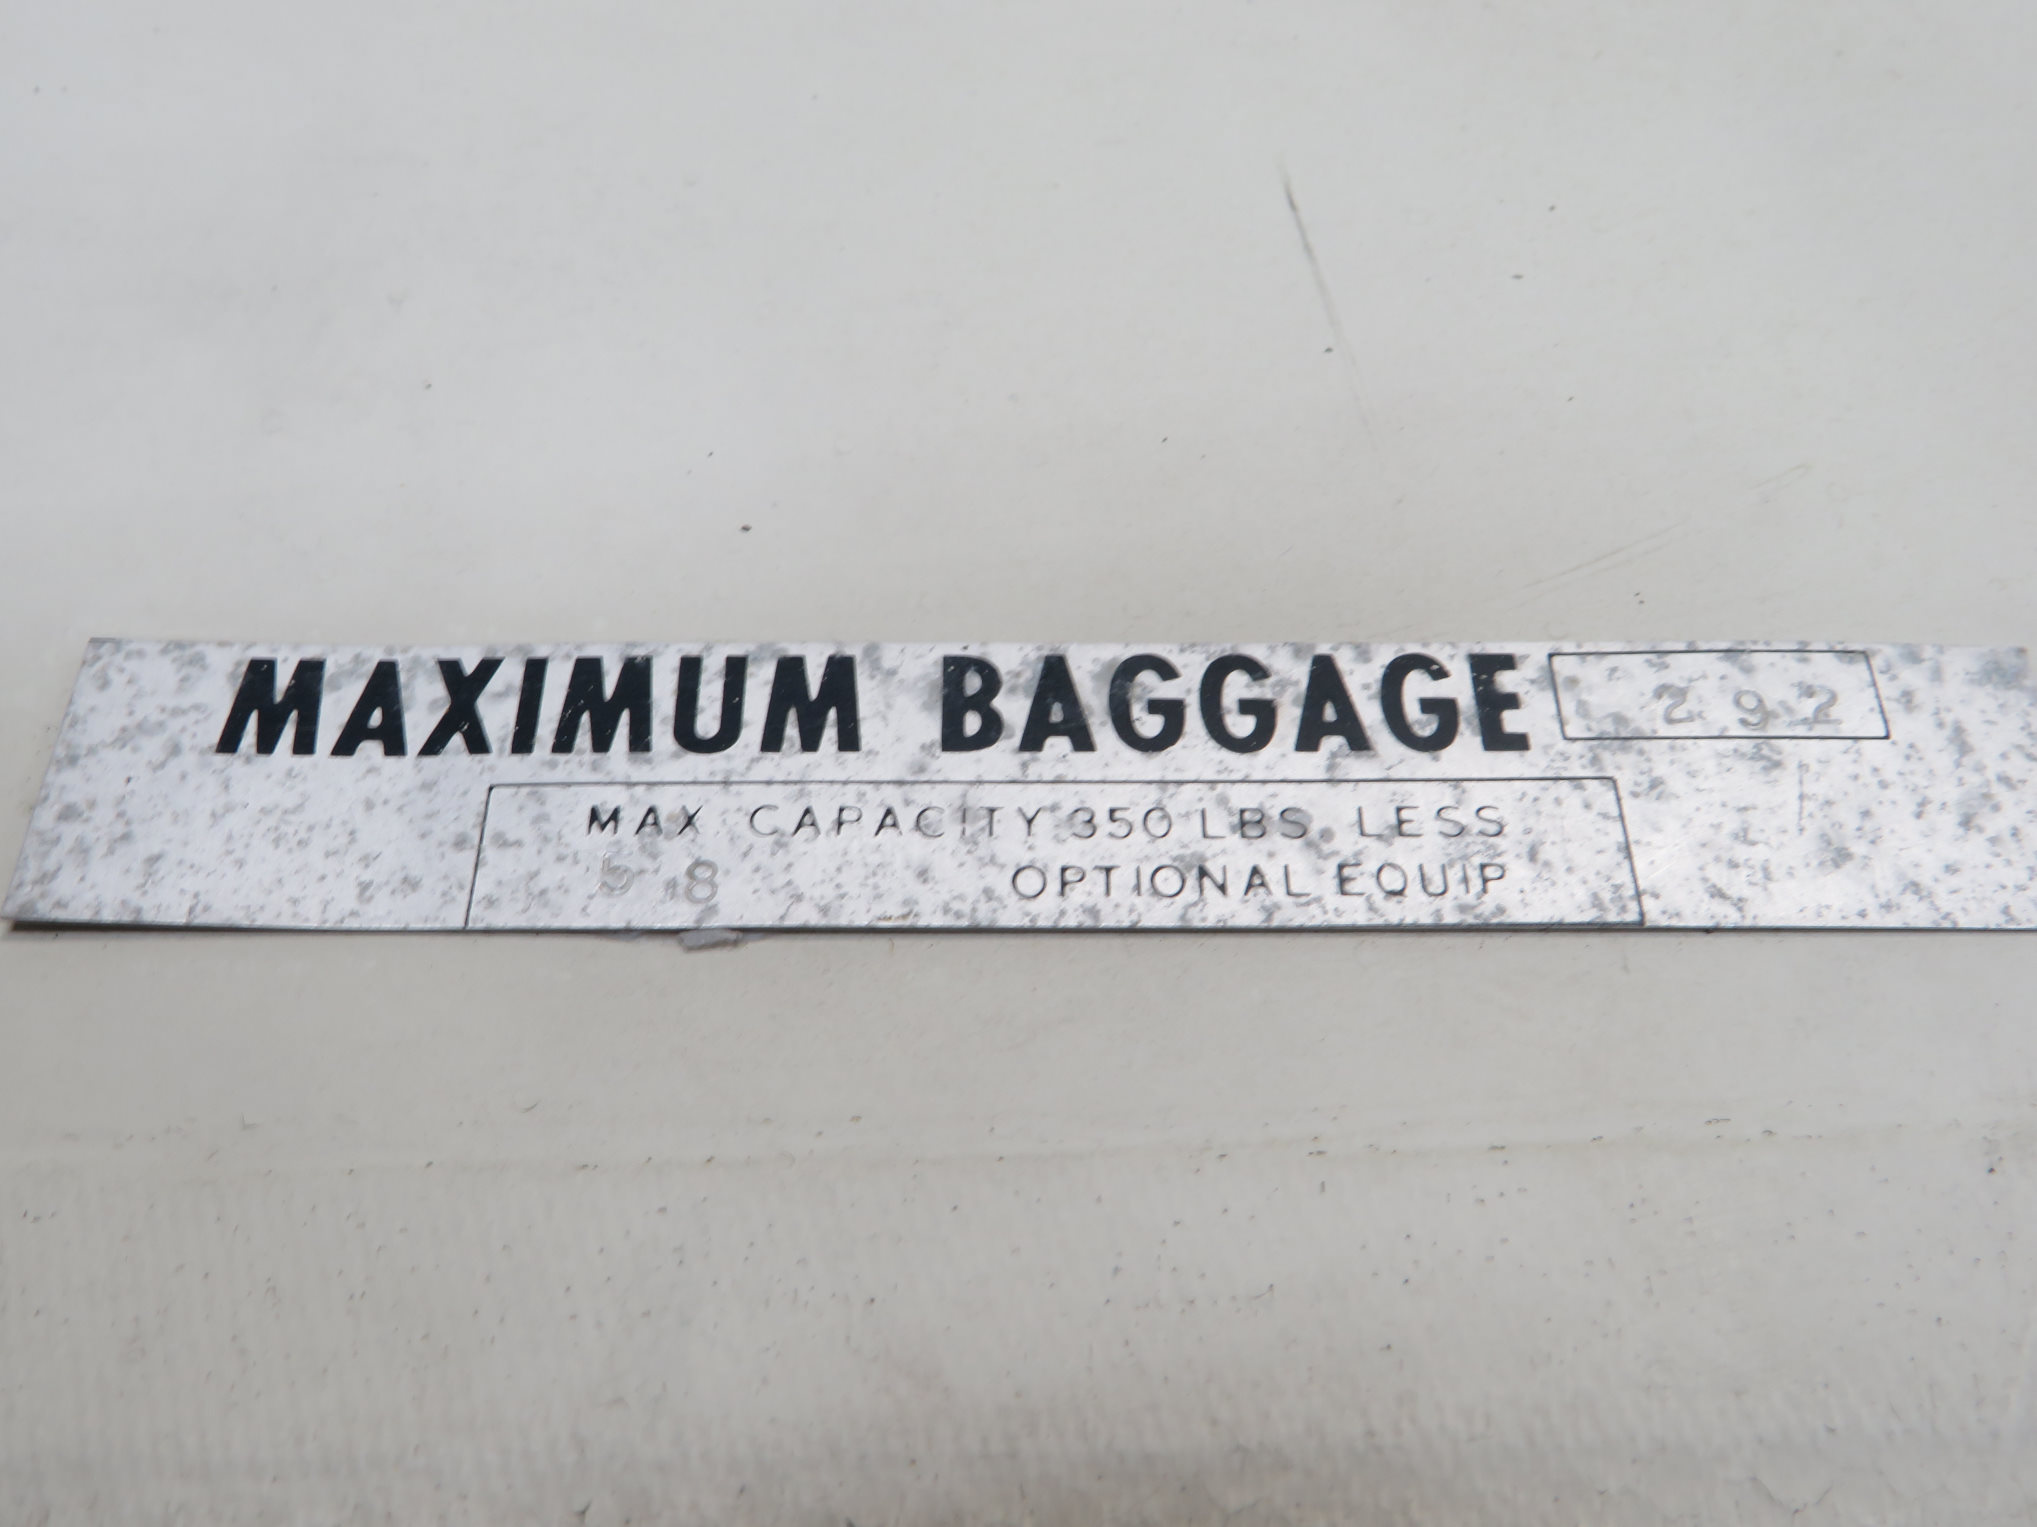 MAXIMUM BAGGAGE 292
MAX. CAPACITY 350 LBS. LESS
58 OPTIONAL EQUIP.